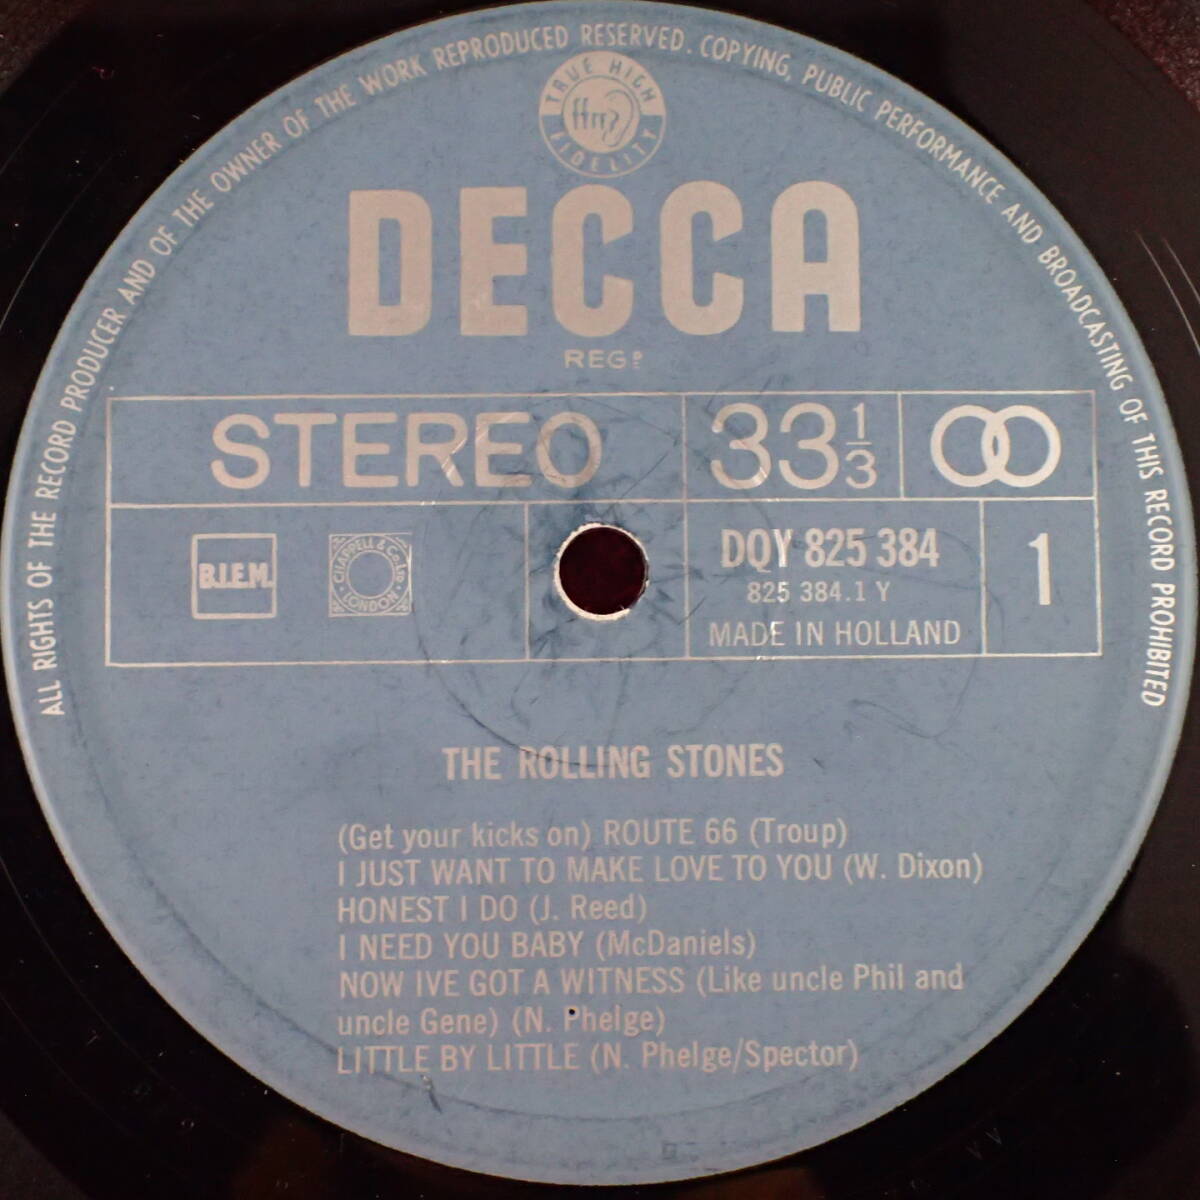 ALL RIGHTS OF THE RECORD PRODUCER AND OF THE OWNER OF THE WORK REPRODUCED RESERVED. COPYING, PUBLIC PERFORMANCE AND BROADCASTING OF THIS RECORD PROHIBITED
TRUE HIGH
ffrr
FIDELITY
DECCA
REGD
STEREO
33 1/3
B.I.E.M.
CHAPPELL & Co. LTD
LONDON
DQY 825 384
825 384.1 Y
MADE IN HOLLAND
1
THE ROLLING STONES
(Get your kicks on) ROUTE 66 (Troup)
I JUST WANT TO MAKE LOVE TO YOU (W. Dixon)
HONEST I DO (J. Reed)
I NEED YOU BABY (McDaniels)
NOW IVE GOT A WITNESS (Like uncle Phil and
uncle Gene) (N. Phelge)
LITTLE BY LITTLE (N. Phelge/Spector)